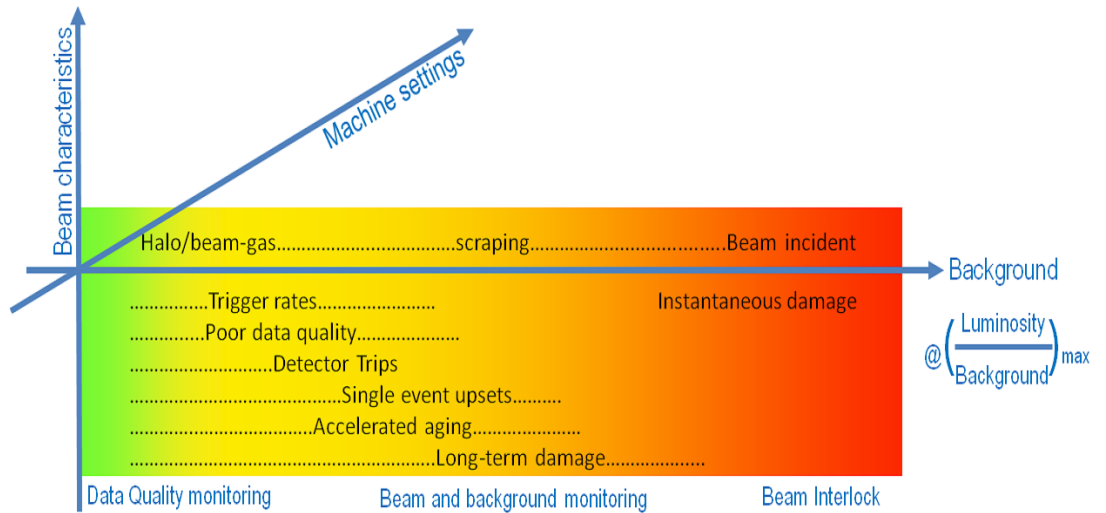 Beam characteristics
Machine settings
Halo/beam-gas..............................scraping.................................Beam incident
Background
.............Trigger rates.................... Instantaneous damage
............Poor data quality.................
.......................Detector Trips
...................................Single event upsets........
..............................Accelerated aging..................
...................................................Long-term damage.................
@ (Luminosity
Background) max
Data Quality monitoring Beam and background monitoring Beam Interlock